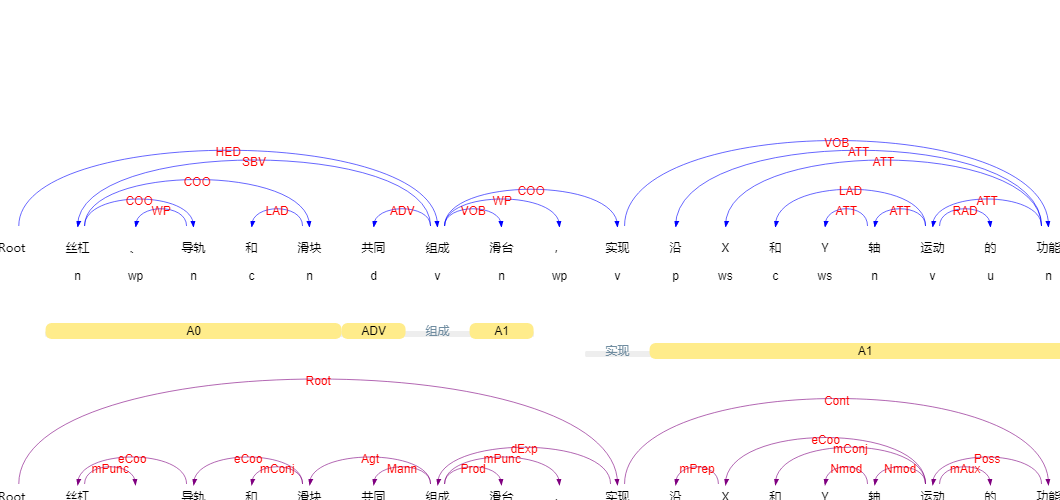 HED
SBV
COO
COO
WP
LAD
ADV
COO
WP
VOB
VOB
ATT
ATT
LAD
ATT
ATT
ATT
RAD
Root 丝杠 、 导轨 和 滑块 共同 组成 滑台 , 实现 沿 X 和 Y 轴 运动 的 功能
n wp n c n d v n wp v p ws c ws n v u n
A0 ADV 组成 A1
实现 A1
Root
Cont
eCoo
mPunc
eCoo
mConj
Agt
Mann
dExp
mPunc
Prod
mPrep
eCoo
mConj
Nmod
Nmod
Poss
mAux
Root 丝杠 、 导轨 和 滑块 共同 组成 滑台 , 实现 沿 X 和 Y 轴 运动 的 功能